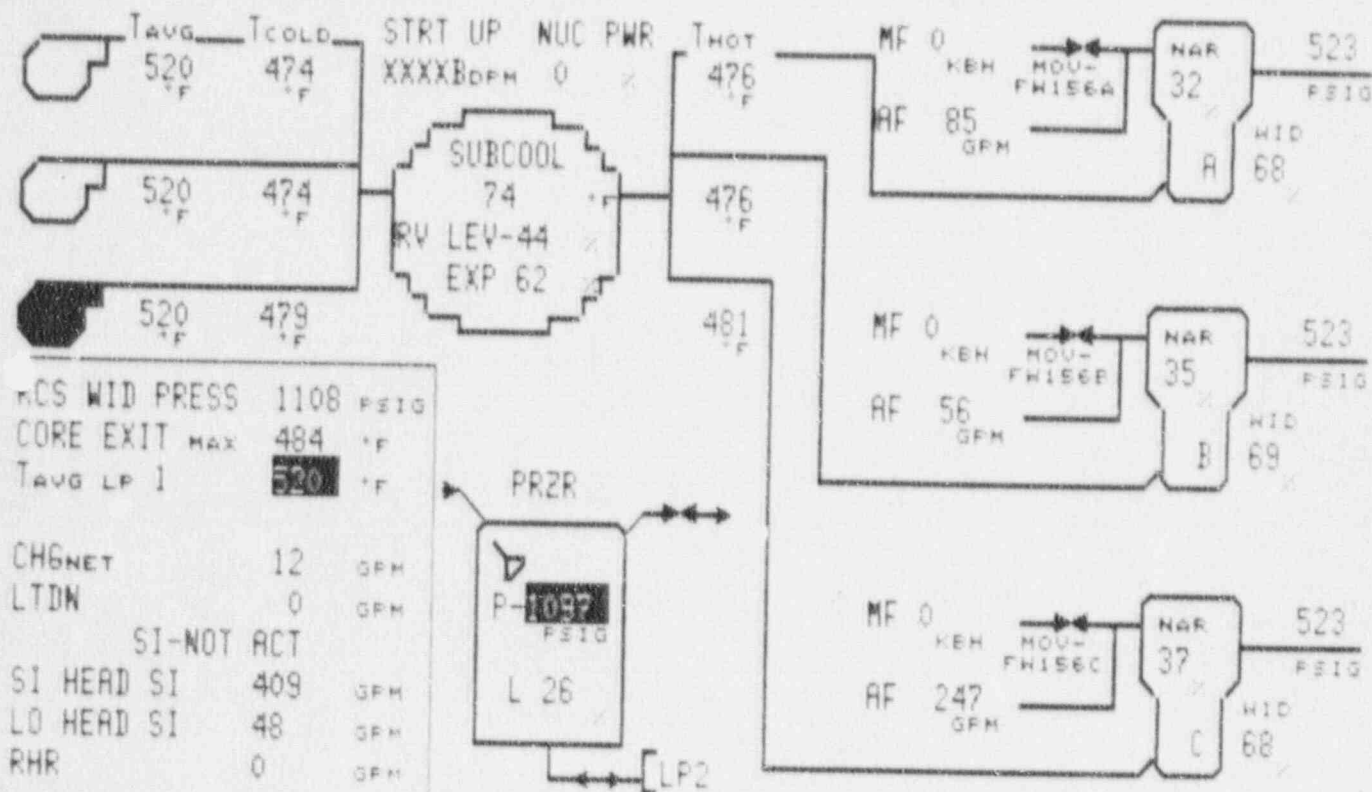 TAVG TCOLD STRT UP NUC PWR THOT
520 °F 474 °F XXXXBDPM 0 % 476 °F
MF 0 KBH MOV-FW156A NAR 32 % 523 PSIG
AF 85 GPM A WID 68 %
SUBCOOL
74 °F
RV LEV-44 %
EXP 62 %
520 °F 474 °F 476 °F
520 °F 479 °F 481 °F
MF 0 KBH MOV-FW156B NAR 35 % 523 PSIG
AF 56 GPM B WID 69 %
RCS WID PRESS 1108 PSIG
CORE EXIT MAX 484 °F
TAVG LP 1 520 °F
CHGNET 12 GPM
LTDN 0 GPM
SI-NOT ACT
SI HEAD SI 409 GPM
LO HEAD SI 48 GPM
RHR 0 GPM
PRZR
PSIG
L 26 %
LP2
MF 0 KBH MOV-FW156C NAR 37 % 523 PSIG
AF 247 GPM C WID 68 %